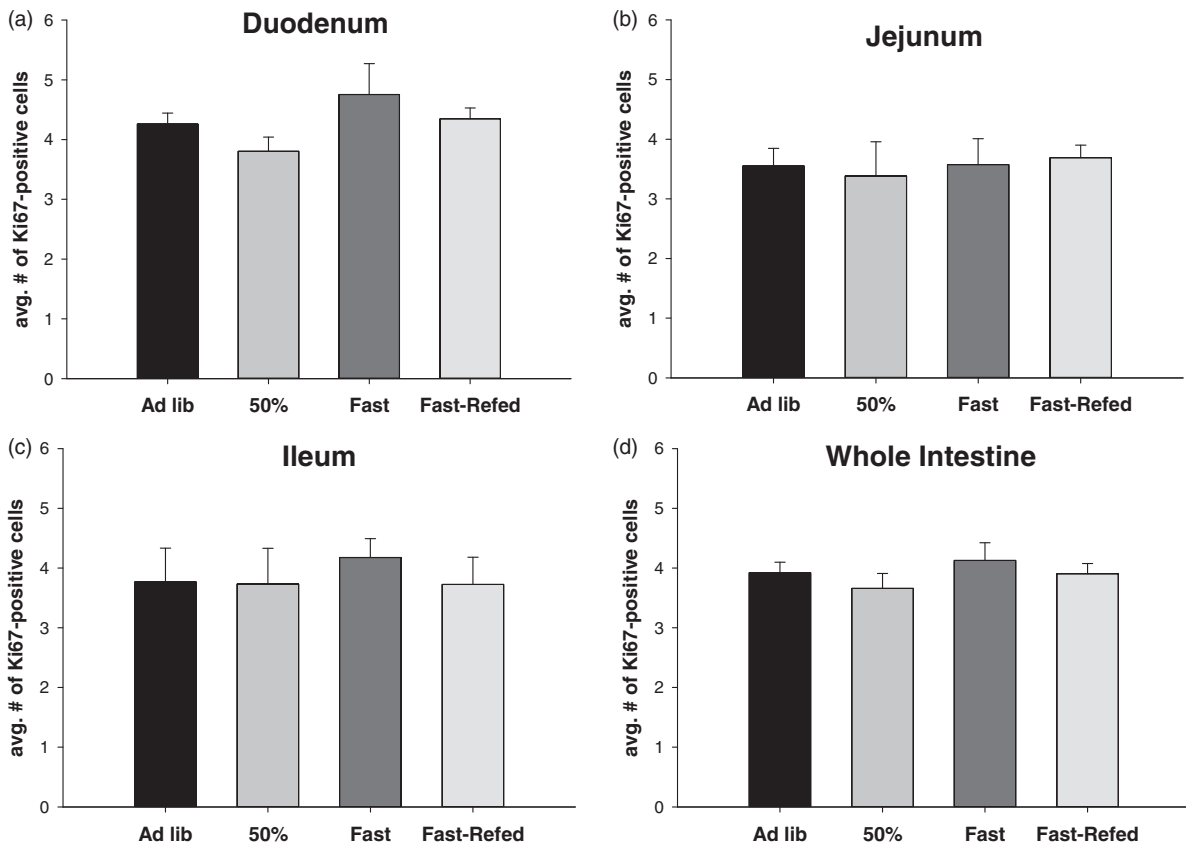 (a)
Duodenum
avg. # of Ki67-positive cells
6
5
4
3
2
1
0
Ad lib 50% Fast Fast-Refed
(b)
Jejunum
avg. # of Ki67-positive cells
6
5
4
3
2
1
0
Ad lib 50% Fast Fast-Refed
(c)
Ileum
avg. # of Ki67-positive cells
6
5
4
3
2
1
0
Ad lib 50% Fast Fast-Refed
(d)
Whole Intestine
avg. # of Ki67-positive cells
6
5
4
3
2
1
0
Ad lib 50% Fast Fast-Refed